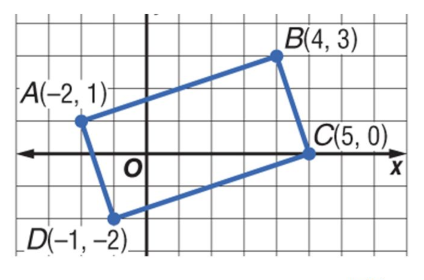 B(4, 3)
A(−2, 1)
C(5, 0)
O
x
D(−1, −2)